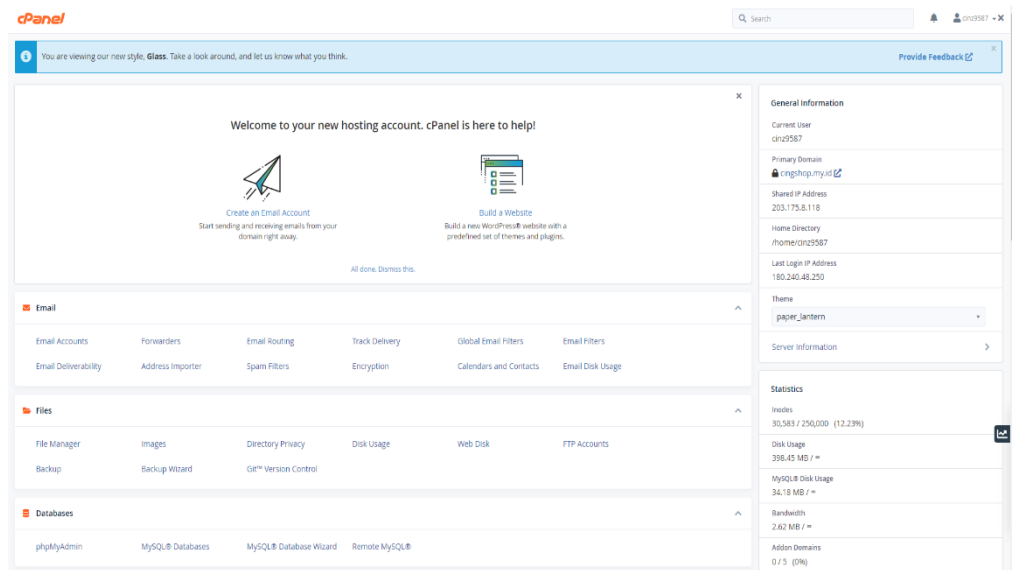 cPanel
Search
cinz9587
You are viewing our new style, Glass. Take a look around, and let us know what you think.
Provide Feedback
Welcome to your new hosting account. cPanel is here to help!
Create an Email Account
Start sending and receiving emails from your
domain right away.
Build a Website
Build a new WordPress® website with a
predefined set of themes and plugins.
All done. Dismiss this.
Email
Email Accounts Forwarders Email Routing Track Delivery Global Email Filters Email Filters
Email Deliverability Address Importer Spam Filters Encryption Calendars and Contacts Email Disk Usage
Files
File Manager Images Directory Privacy Disk Usage Web Disk FTP Accounts
Backup Backup Wizard Git™ Version Control
Databases
phpMyAdmin MySQL® Databases MySQL® Database Wizard Remote MySQL®
General Information
Current User
cinz9587
Primary Domain
cingshop.my.id
Shared IP Address
203.175.8.118
Home Directory
/home/cinz9587
Last Login IP Address
180.240.48.250
Theme
paper_lantern
Server Information
Statistics
Inodes
30,583 / 250,000 (12.23%)
Disk Usage
398.45 MB / ∞
MySQL® Disk Usage
34.18 MB / ∞
Bandwidth
2.62 MB / ∞
Addon Domains
0 / 5 (0%)